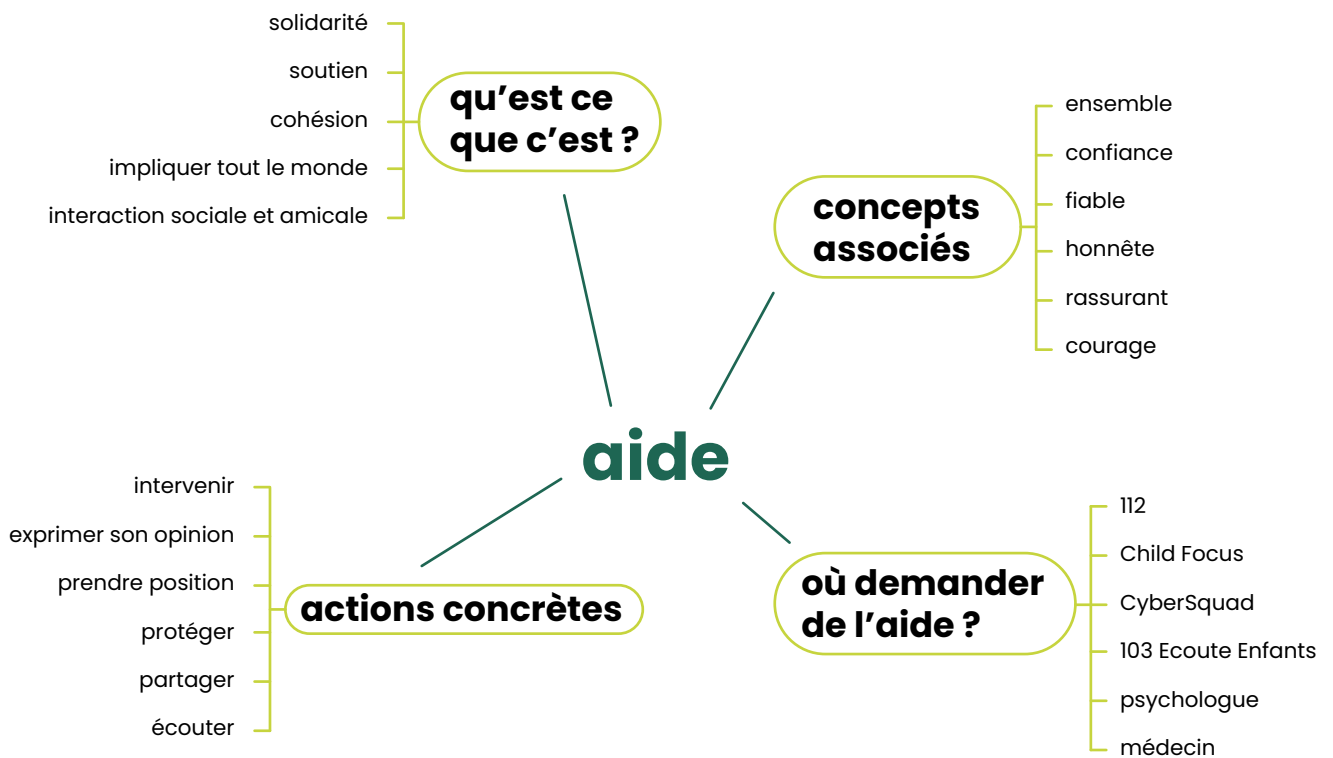 solidarité
soutien
cohésion
impliquer tout le monde
interaction sociale et amicale
qu’est ce
que c’est ?
concepts
associés
ensemble
confiance
fiable
honnête
rassurant
courage
aide
intervenir
exprimer son opinion
prendre position
protéger
partager
écouter
actions concrètes
où demander
de l’aide ?
112
Child Focus
CyberSquad
103 Ecoute Enfants
psychologue
médecin